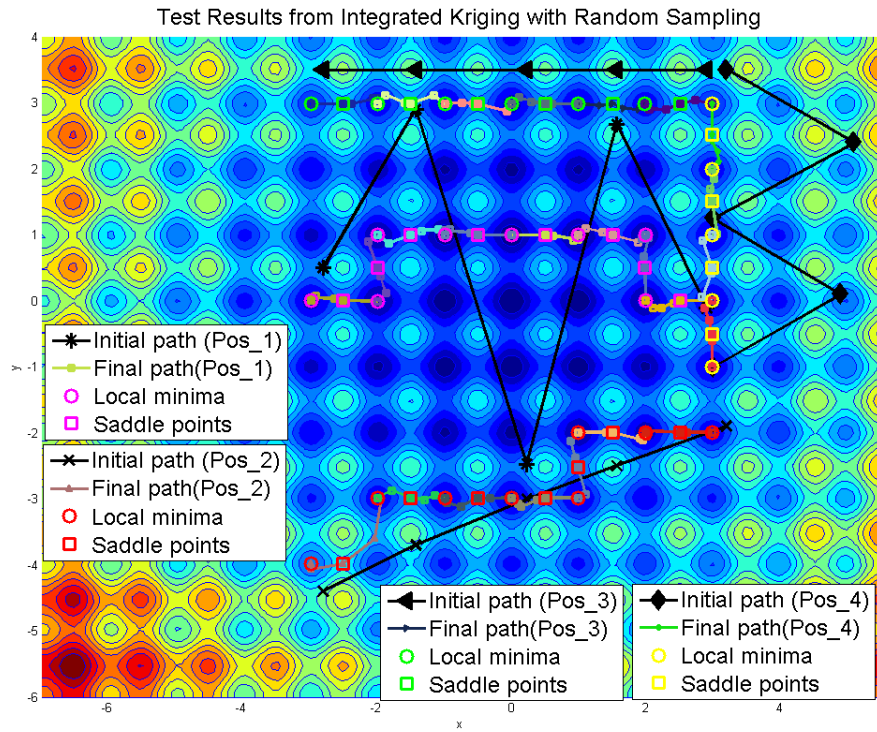 Test Results from Integrated Kriging with Random Sampling
4
3
2
1
0
-1
-2
-3
-4
-5
-6
y
Initial path (Pos_1)
Final path(Pos_1)
Local minima
Saddle points
Initial path (Pos_2)
Final path(Pos_2)
Local minima
Saddle points
Initial path (Pos_3)
Final path(Pos_3)
Local minima
Saddle points
Initial path (Pos_4)
Final path(Pos_4)
Local minima
Saddle points
-6
-2
0
2
4
x